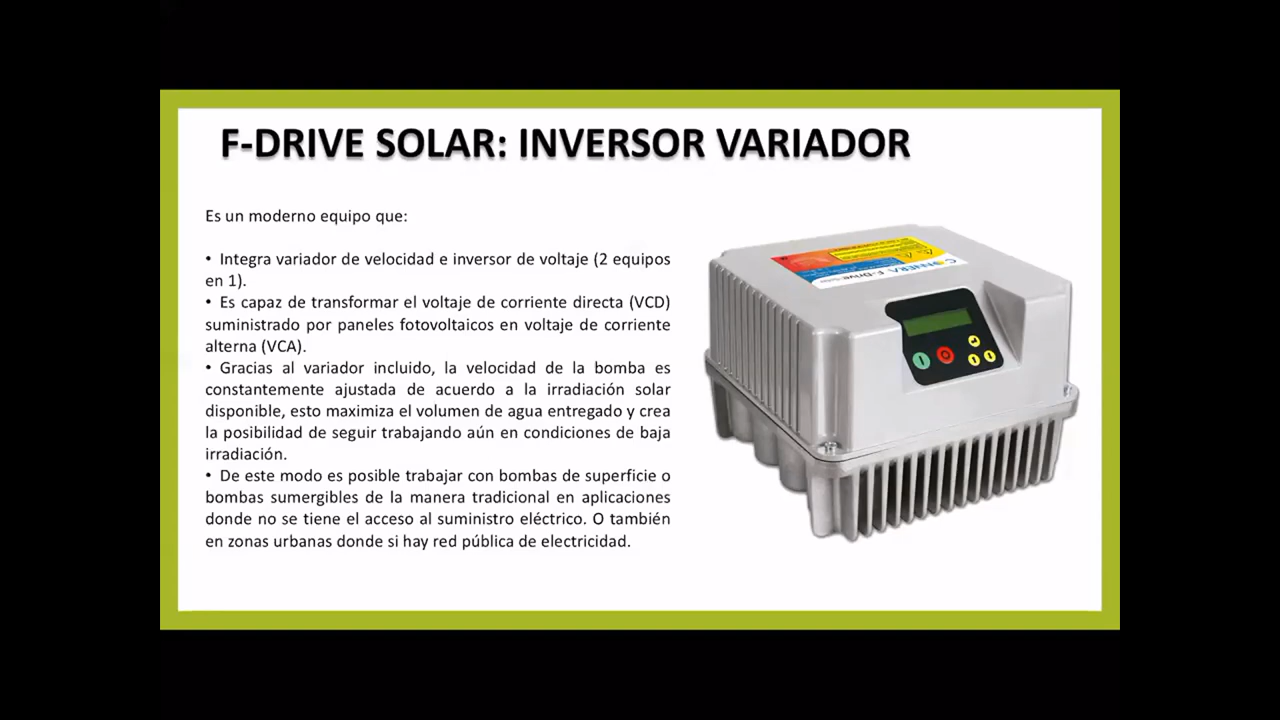 F-DRIVE SOLAR: INVERSOR VARIADOR
Es un moderno equipo que:
• Integra variador de velocidad e inversor de voltaje (2 equipos
en 1).
• Es capaz de transformar el voltaje de corriente directa (VCD)
suministrado por paneles fotovoltaicos en voltaje de corriente
alterna (VCA).
• Gracias al variador incluido, la velocidad de la bomba es
constantemente ajustada de acuerdo a la irradiación solar
disponible, esto maximiza el volumen de agua entregado y crea
la posibilidad de seguir trabajando aún en condiciones de baja
irradiación.
• De este modo es posible trabajar con bombas de superficie o
bombas sumergibles de la manera tradicional en aplicaciones
donde no se tiene el acceso al suministro eléctrico. O también
en zonas urbanas donde si hay red pública de electricidad.
CONNERA F-Drive-Solar